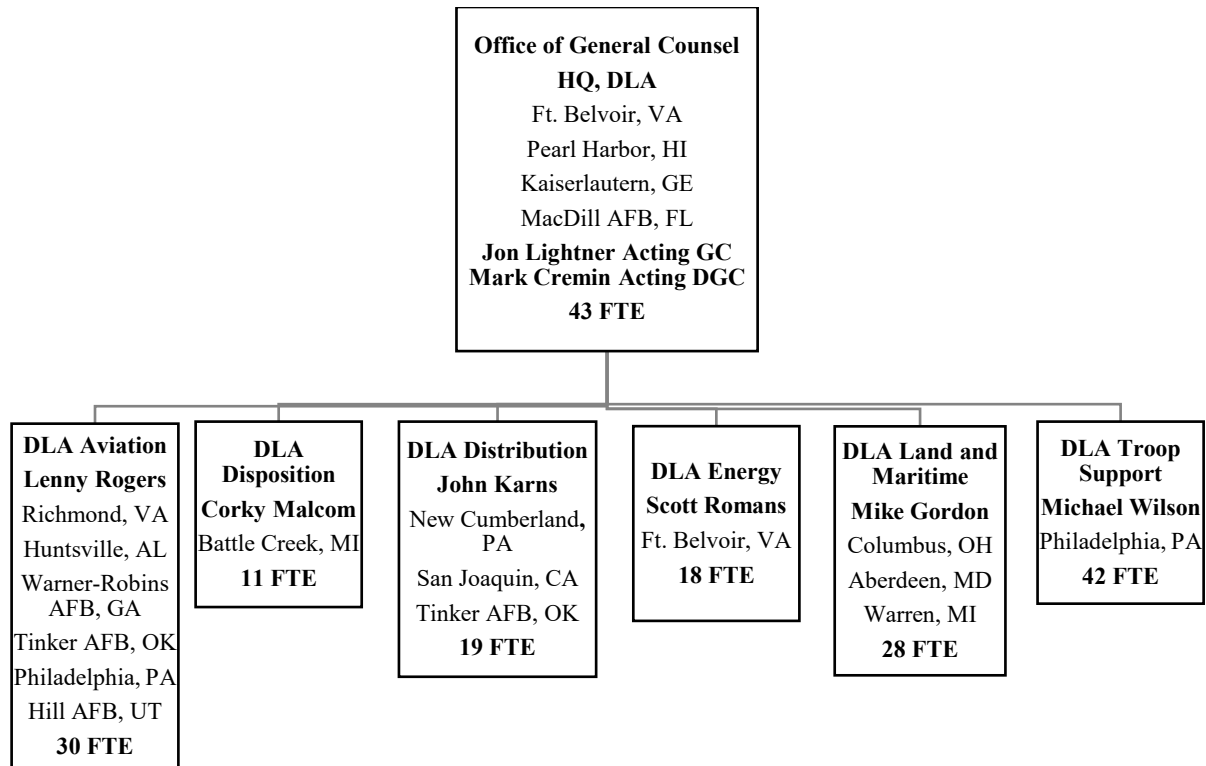 Office of General Counsel
HQ, DLA
Ft. Belvoir, VA
Pearl Harbor, HI
Kaiserlautern, GE
MacDill AFB, FL
Jon Lightner Acting GC
Mark Cremin Acting DGC
43 FTE
DLA Aviation
Lenny Rogers
Richmond, VA
Huntsville, AL
Warner-Robins
AFB, GA
Tinker AFB, OK
Philadelphia, PA
Hill AFB, UT
30 FTE
DLA
Disposition
Corky Malcom
Battle Creek, MI
11 FTE
DLA Distribution
John Karns
New Cumberland,
PA
San Joaquin, CA
Tinker AFB, OK
19 FTE
DLA Energy
Scott Romans
Ft. Belvoir, VA
18 FTE
DLA Land and
Maritime
Mike Gordon
Columbus, OH
Aberdeen, MD
Warren, MI
28 FTE
DLA Troop
Support
Michael Wilson
Philadelphia, PA
42 FTE